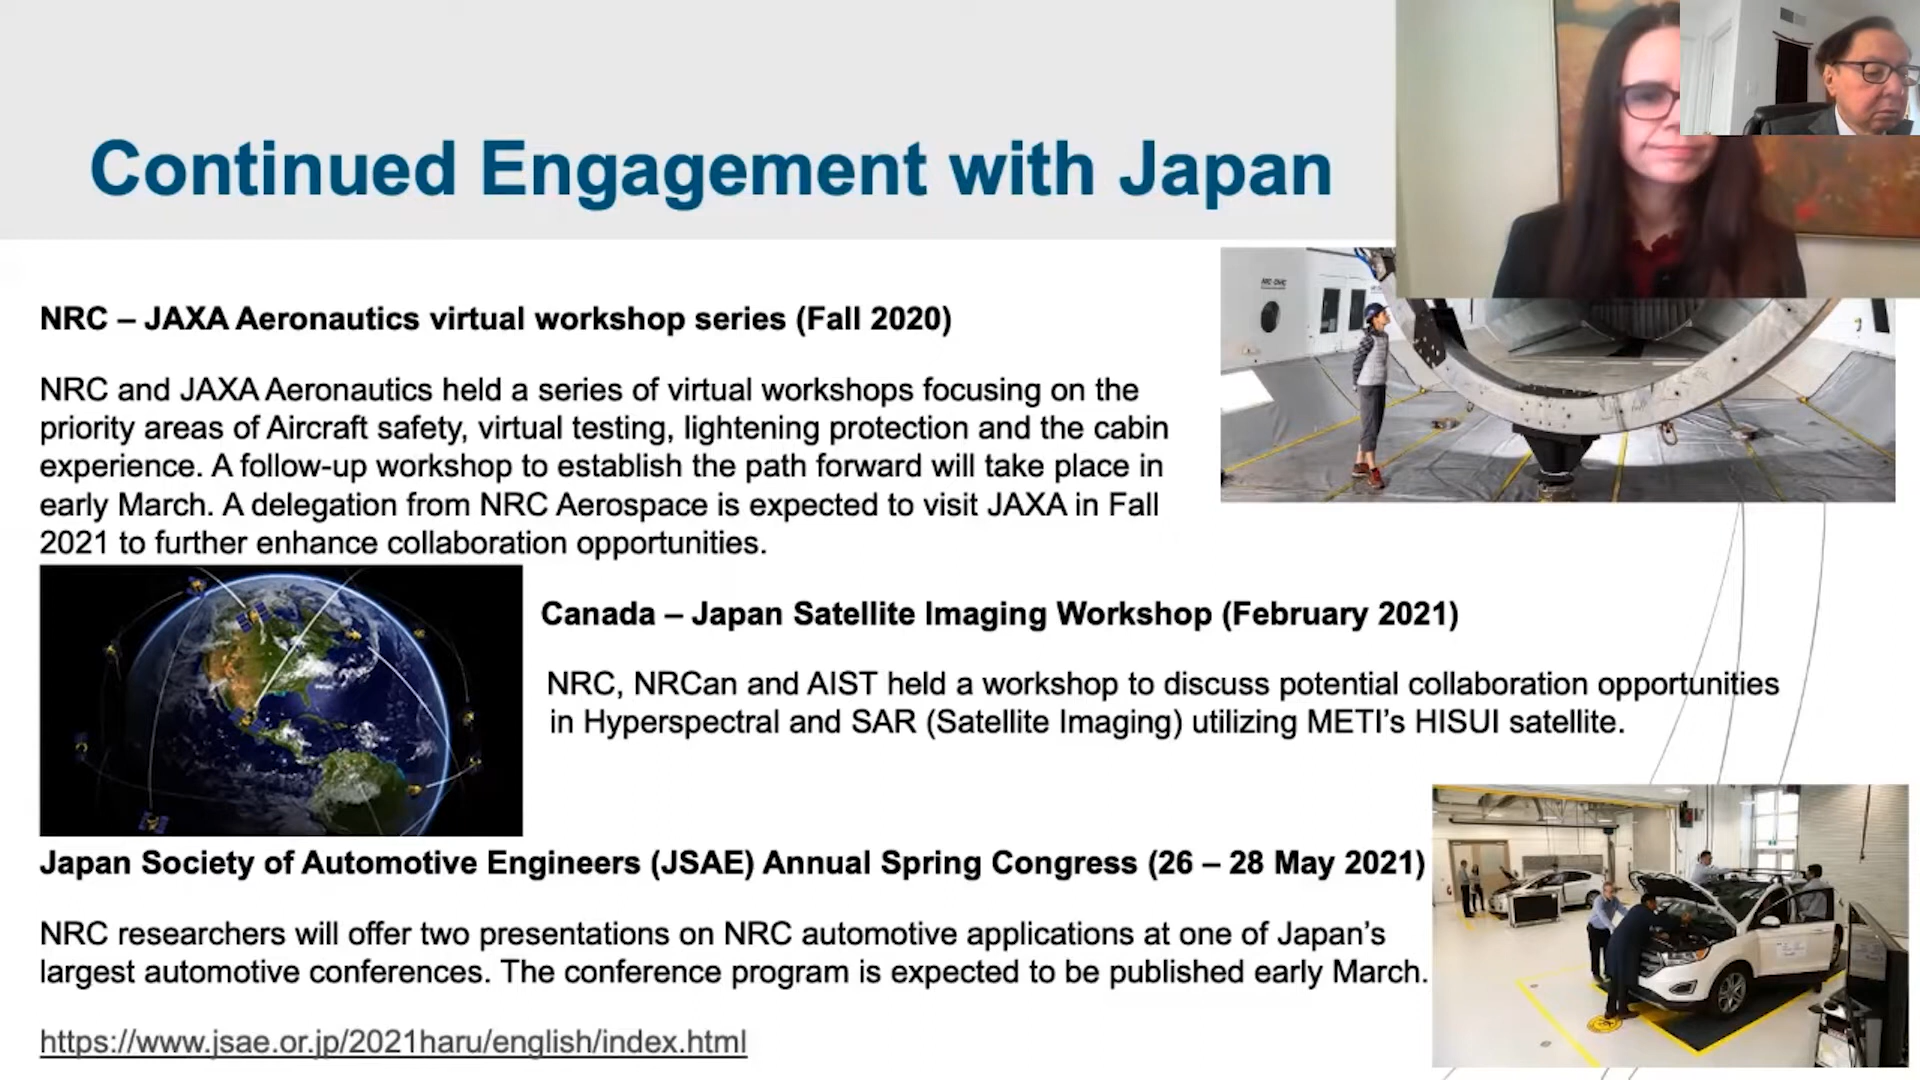 Continued Engagement with Japan
NRC – JAXA Aeronautics virtual workshop series (Fall 2020)
NRC and JAXA Aeronautics held a series of virtual workshops focusing on the
priority areas of Aircraft safety, virtual testing, lightening protection and the cabin
experience. A follow-up workshop to establish the path forward will take place in
early March. A delegation from NRC Aerospace is expected to visit JAXA in Fall
2021 to further enhance collaboration opportunities.
NRC-CNRC
Canada – Japan Satellite Imaging Workshop (February 2021)
NRC, NRCan and AIST held a workshop to discuss potential collaboration opportunities
in Hyperspectral and SAR (Satellite Imaging) utilizing METI's HISUI satellite.
Japan Society of Automotive Engineers (JSAE) Annual Spring Congress (26 – 28 May 2021)
NRC researchers will offer two presentations on NRC automotive applications at one of Japan's
largest automotive conferences. The conference program is expected to be published early March.
https://www.jsae.or.jp/2021haru/english/index.html